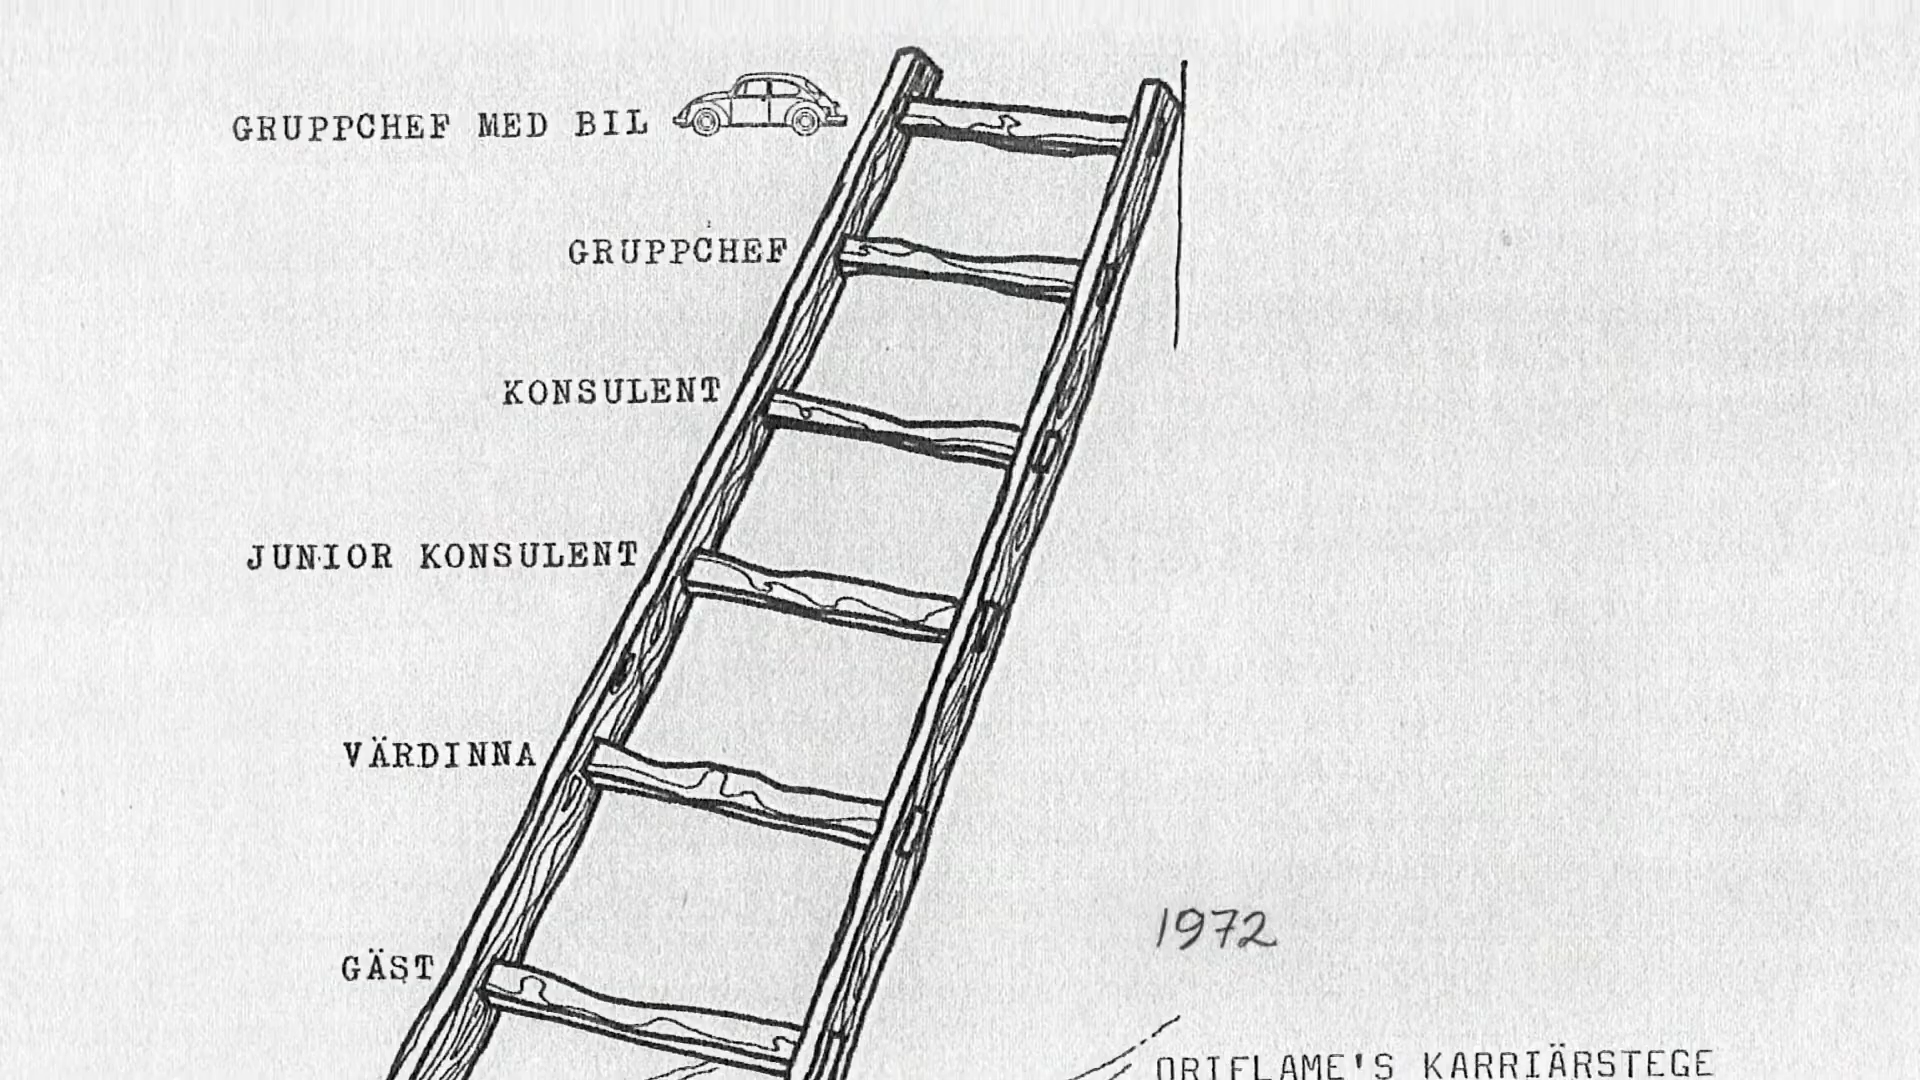 GRUPPCHEF MED BIL
GRUPPCHEF
KONSULENT
JUNIOR KONSULENT
VÄRDINNA
GÄST
1972
ORIFLAME'S KARRIÄRSTEGE